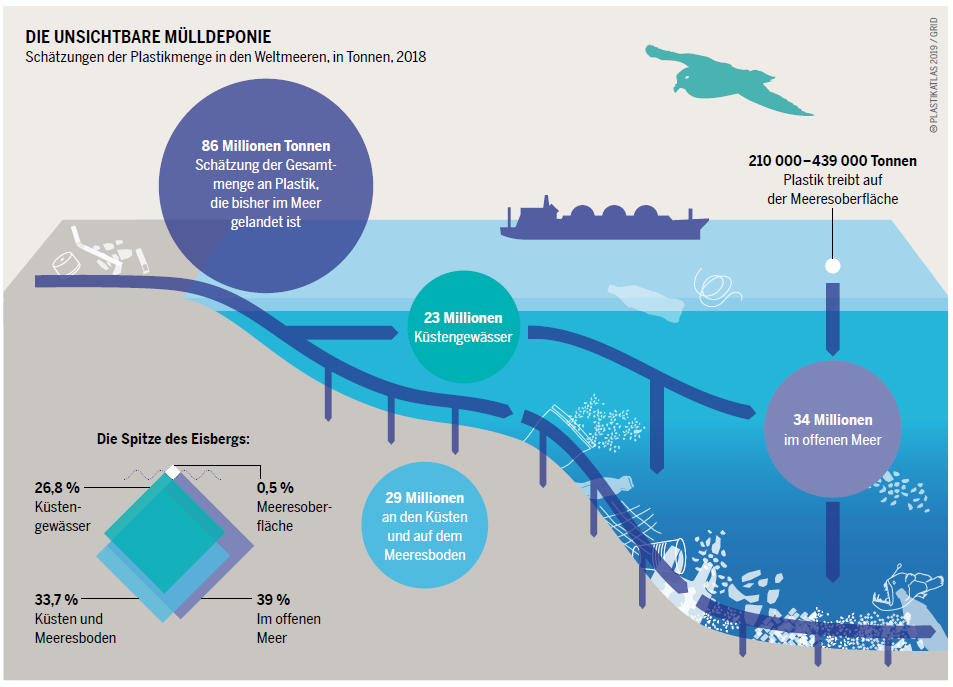 DIE UNSICHTBARE MÜLLDEPONIE
Schätzungen der Plastikmenge in den Weltmeeren, in Tonnen, 2018
© PLASTIKATLAS 2019 / GRID
86 Millionen Tonnen
Schätzung der Gesamt-
menge an Plastik,
die bisher im Meer
gelandet ist
210 000–439 000 Tonnen
Plastik treibt auf
der Meeresoberfläche
23 Millionen
Küstengewässer
34 Millionen
im offenen Meer
29 Millionen
an den Küsten
und auf dem
Meeresboden
Die Spitze des Eisbergs:
26,8 %
Küsten-
gewässer
0,5 %
Meeresober-
fläche
33,7 %
Küsten und
Meeresboden
39 %
Im offenen
Meer